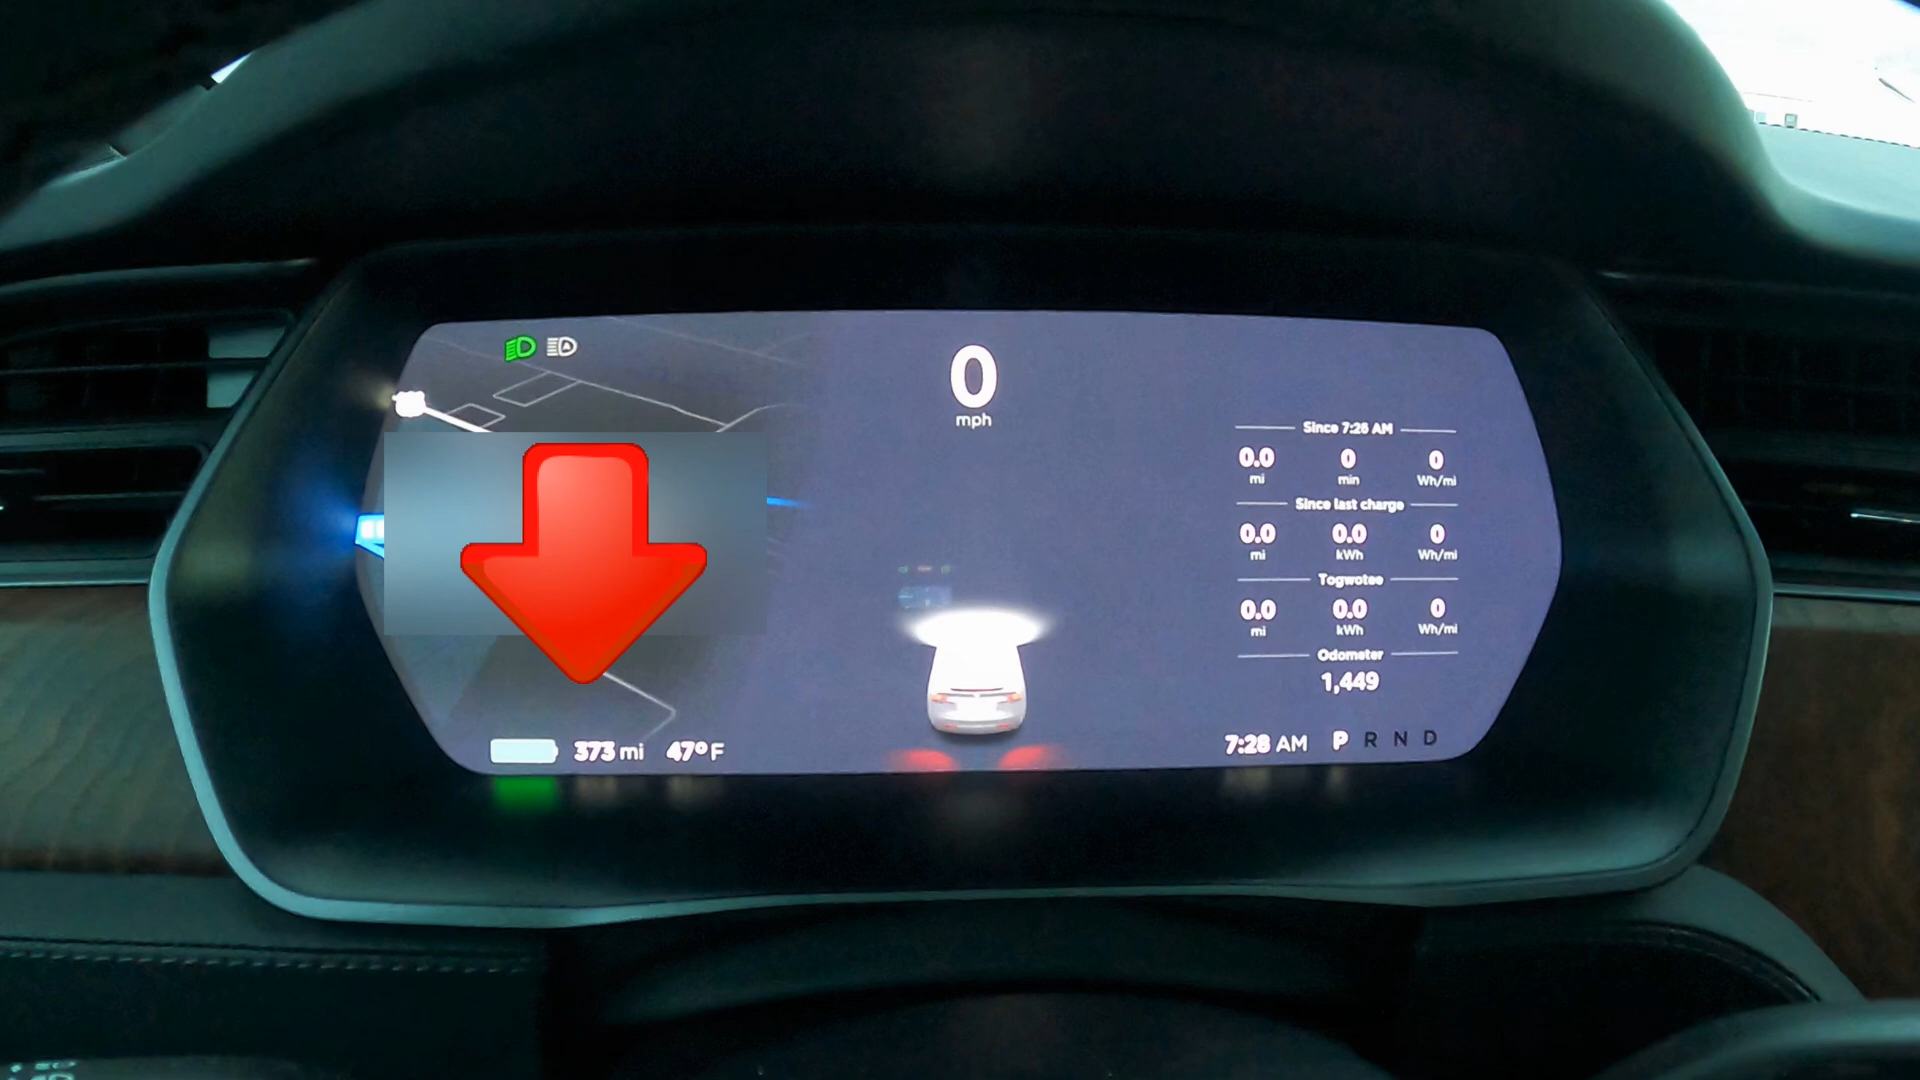 0
mph
Since 7:26 AM
0.0 0 0
mi min Wh/mi
Since last charge
0.0 0.0 0
mi kWh Wh/mi
Togwotee
0.0 0.0 0
mi kWh Wh/mi
Odometer
1,449
373 mi 47°F
7:28 AM P R N D